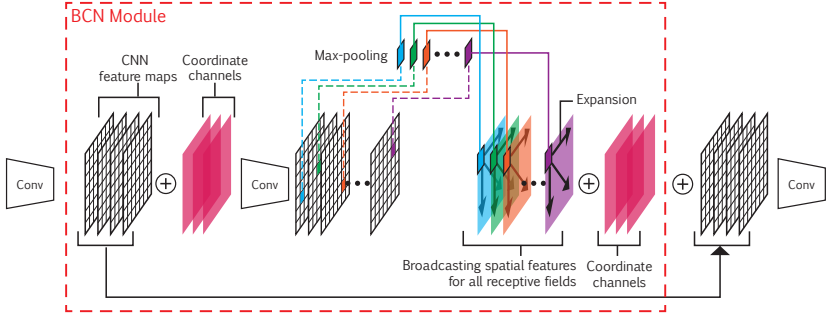 BCN Module
CNN
feature maps
Coordinate
channels
Max-pooling
Expansion
Conv
Conv
Conv
Broadcasting spatial features
for all receptive fields
Coordinate
channels